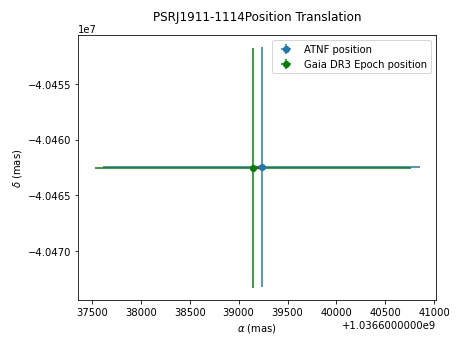 PSRJ1911-1114Position Translation
1e7
ATNF position
Gaia DR3 Epoch position
−4.0455
−4.0460
−4.0465
−4.0470
δ (mas)
37500 38000 38500 39000 39500 40000 40500 41000
+1.0366000000e9
α (mas)